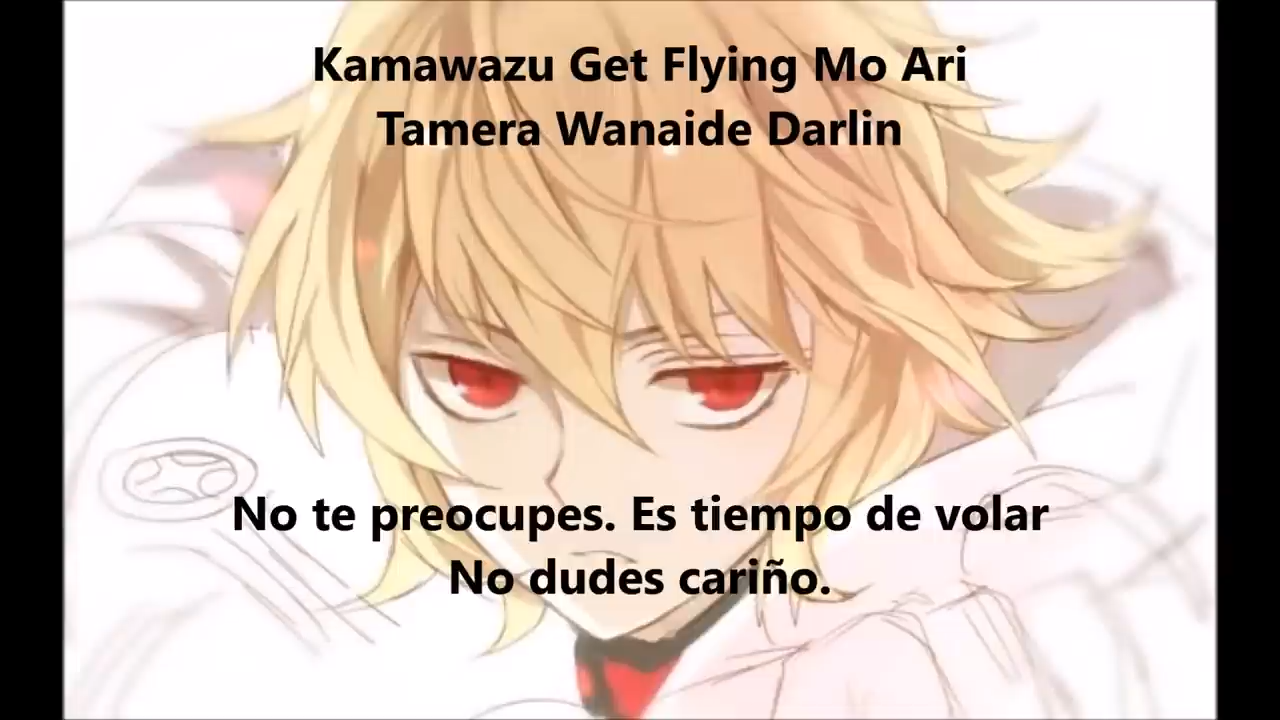 Kamawazu Get Flying Mo Ari
Tamera Wanaide Darlin
No te preocupes. Es tiempo de volar
No dudes cariño.